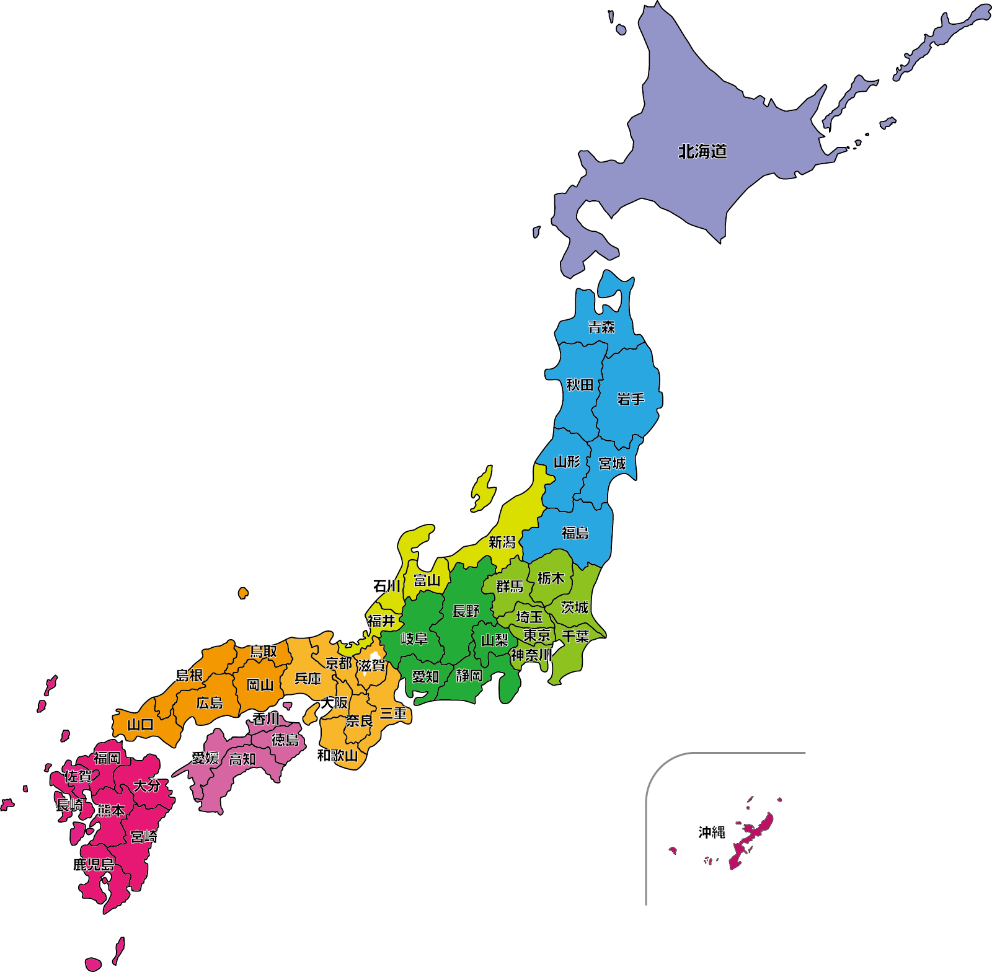 北海道
青森
秋田
岩手
山形
宮城
福島
新潟
富山
石川
福井
栃木
群馬
茨城
埼玉
東京
千葉
神奈川
長野
岐阜
山梨
愛知
静岡
京都
滋賀
兵庫
大阪
奈良
三重
和歌山
鳥取
島根
岡山
広島
山口
香川
徳島
愛媛
高知
福岡
佐賀
大分
長崎
熊本
宮崎
鹿児島
沖縄